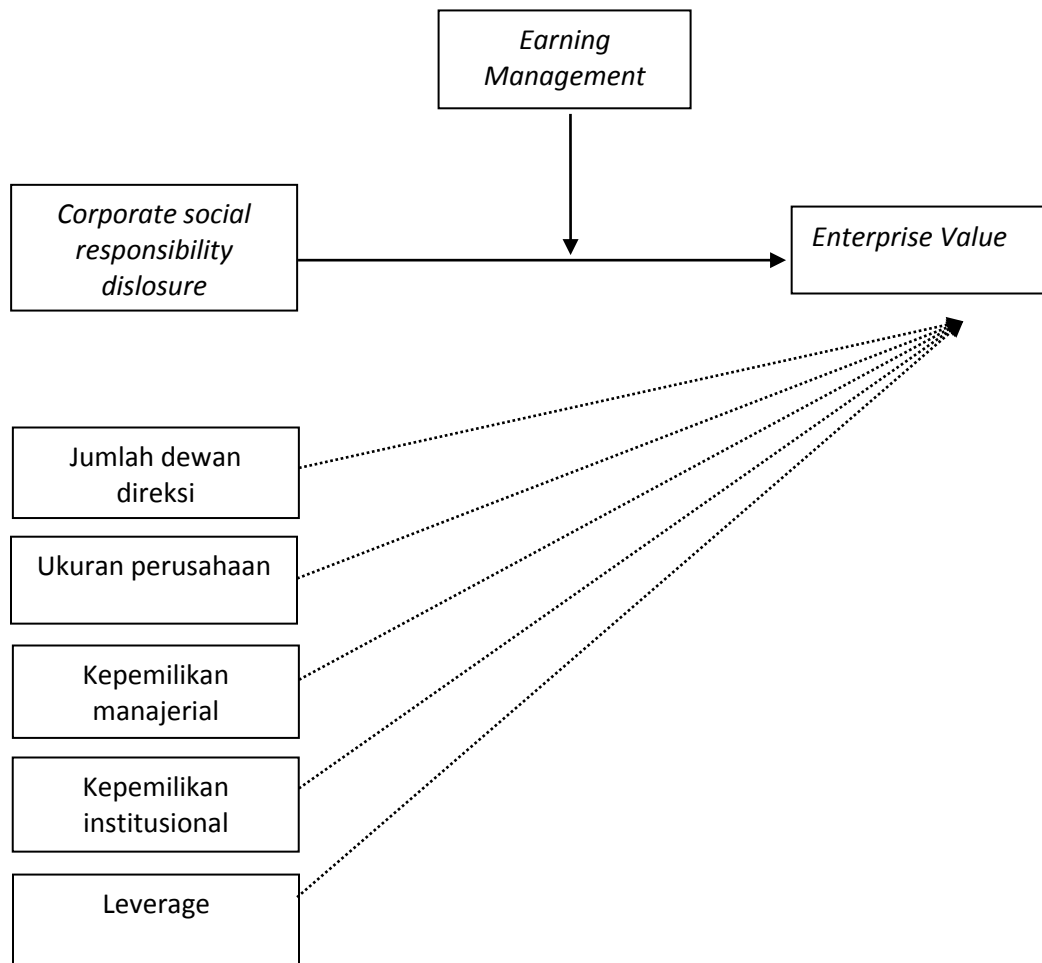 Earning
Management
Corporate social
responsibility
dislosure
Enterprise Value
Jumlah dewan
direksi
Ukuran perusahaan
Kepemilikan
manajerial
Kepemilikan
institusional
Leverage